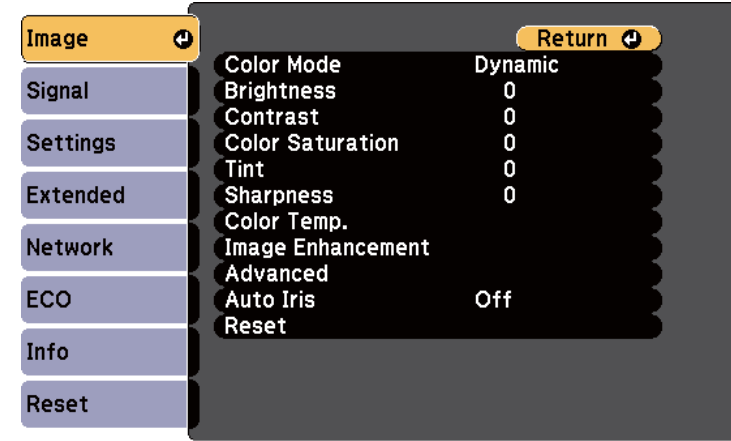 Image
Signal
Settings
Extended
Network
ECO
Info
Reset
Return
Color Mode Dynamic
Brightness 0
Contrast 0
Color Saturation 0
Tint 0
Sharpness 0
Color Temp.
Image Enhancement
Advanced
Auto Iris Off
Reset